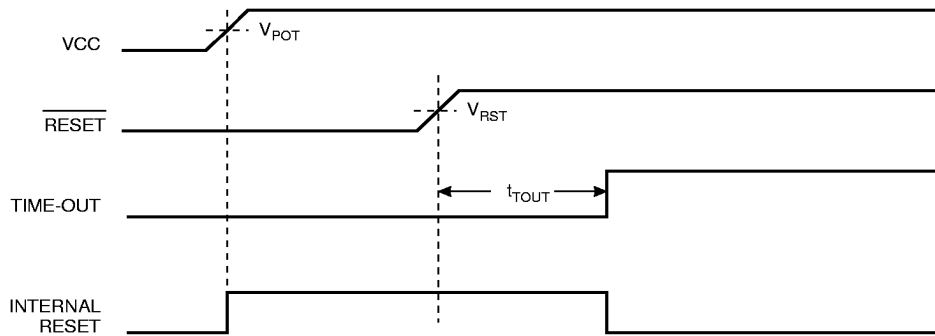 VCC
V_POT
RESET
V_RST
TIME-OUT
t_TOUT
INTERNAL
RESET